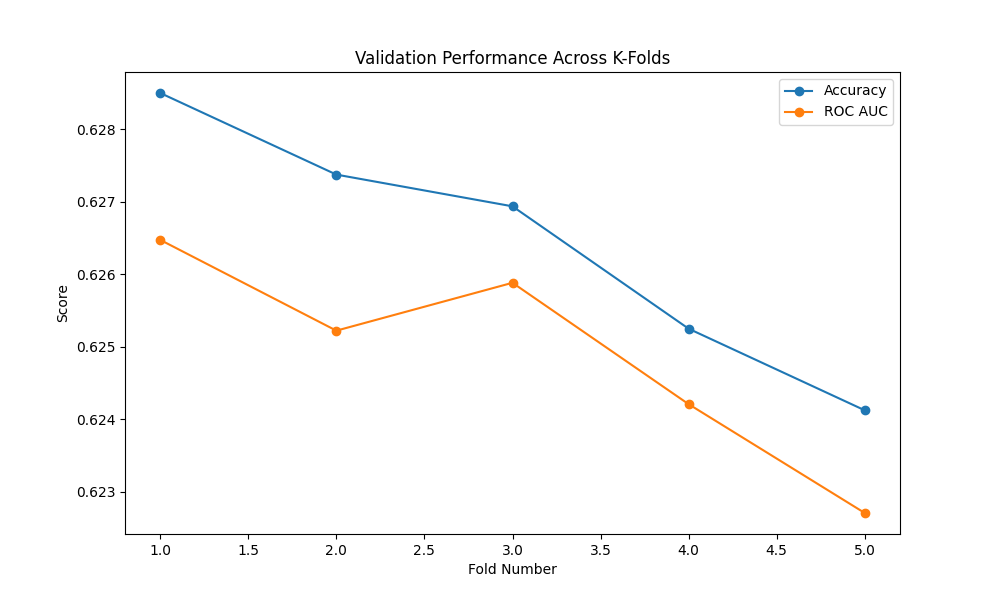 Validation Performance Across K-Folds
Accuracy
ROC AUC
0.628
0.627
0.626
0.625
0.624
0.623
Score
1.0 1.5 2.0 2.5 3.0 3.5 4.0 4.5 5.0
Fold Number